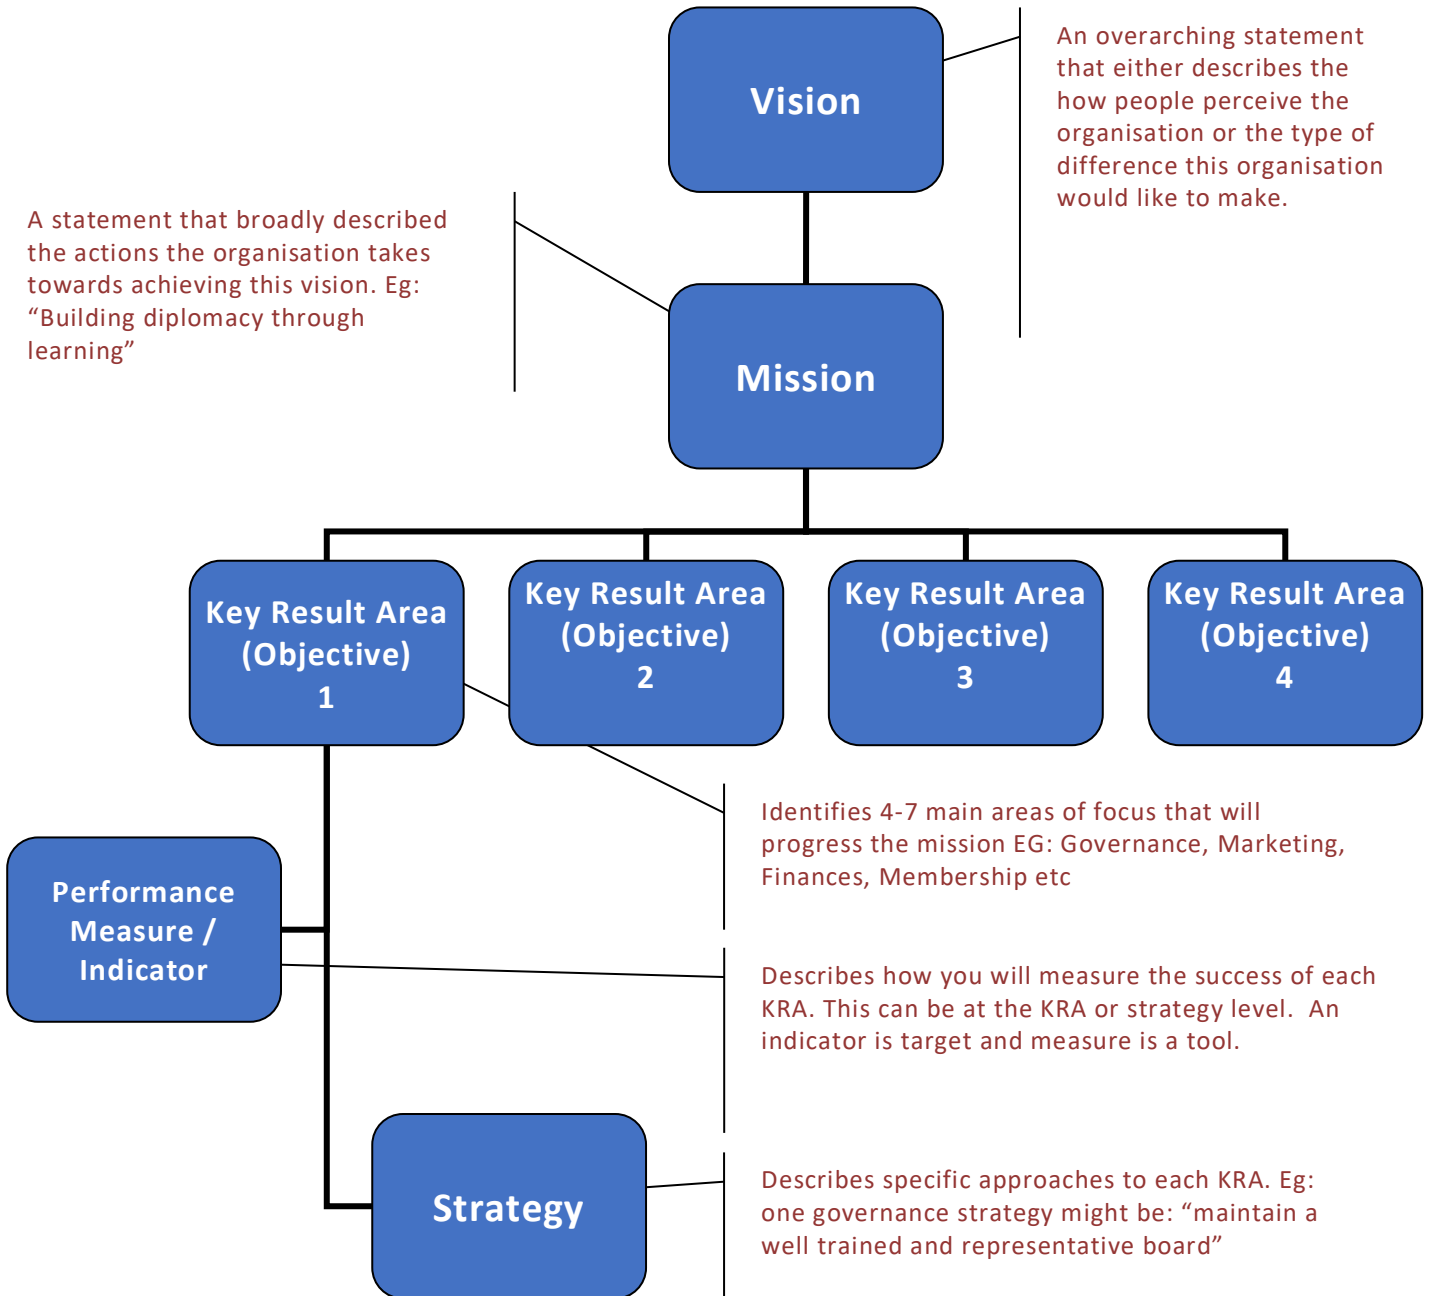 Vision
An overarching statement
that either describes the
how people perceive the
organisation or the type of
difference this organisation
would like to make.
A statement that broadly described
the actions the organisation takes
towards achieving this vision. Eg:
“Building diplomacy through
learning”
Mission
Key Result Area
(Objective)
1
Key Result Area
(Objective)
2
Key Result Area
(Objective)
3
Key Result Area
(Objective)
4
Identifies 4-7 main areas of focus that will
progress the mission EG: Governance, Marketing,
Finances, Membership etc
Performance
Measure /
Indicator
Describes how you will measure the success of each
KRA. This can be at the KRA or strategy level.  An
indicator is target and measure is a tool.
Strategy
Describes specific approaches to each KRA. Eg:
one governance strategy might be: “maintain a
well trained and representative board”